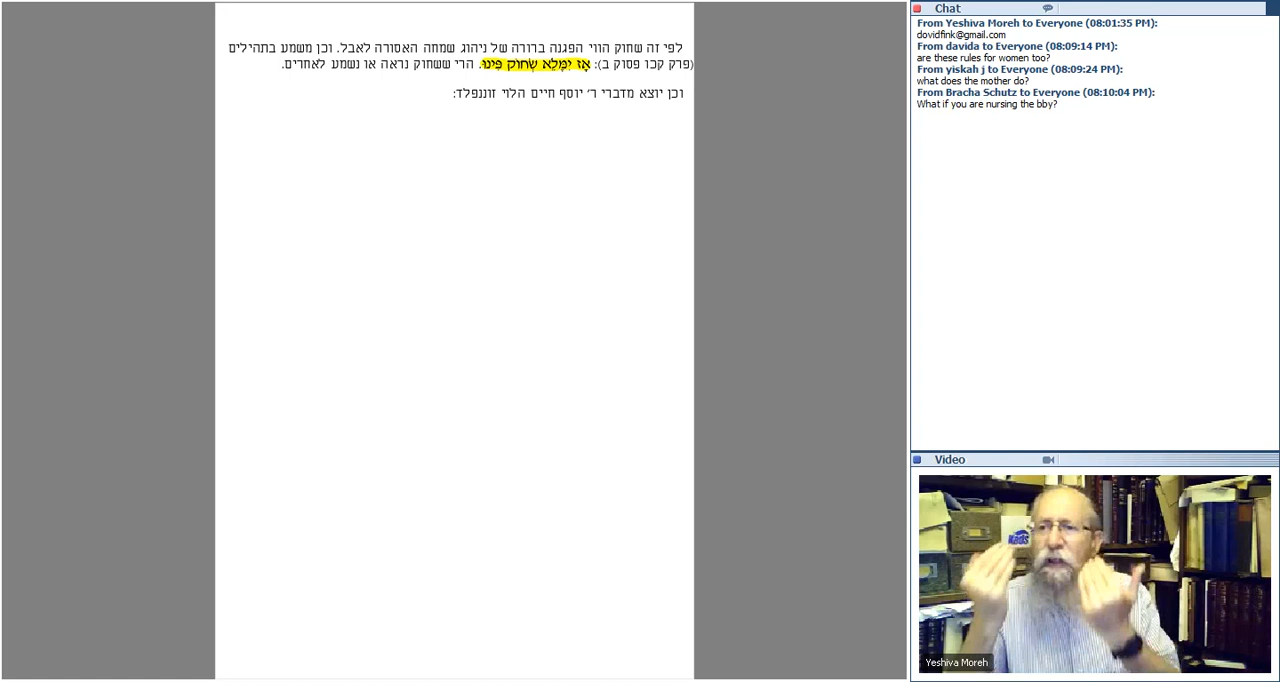 לפי זה שחוק הווי הפגנה ברורה של ניהוג שמחה האסורה לאבל. וכן משמע בתהילים
(פרק קכו פסוק ב): אָז יִמָּלֵא שְׂחוֹק פִּינוּ. הרי ששחוק נראה או נשמע לאחרים.
וכן יוצא מדברי ר' יוסף חיים הלוי זוננפלד:
Chat
From Yeshiva Moreh to Everyone (08:01:35 PM):
dovidfink@gmail.com
From davida to Everyone (08:09:14 PM):
are these rules for women too?
From yiskah j to Everyone (08:09:24 PM):
what does the mother do?
From Bracha Schutz to Everyone (08:10:04 PM):
What if you are nursing the bby?
Video
Yeshiva Moreh